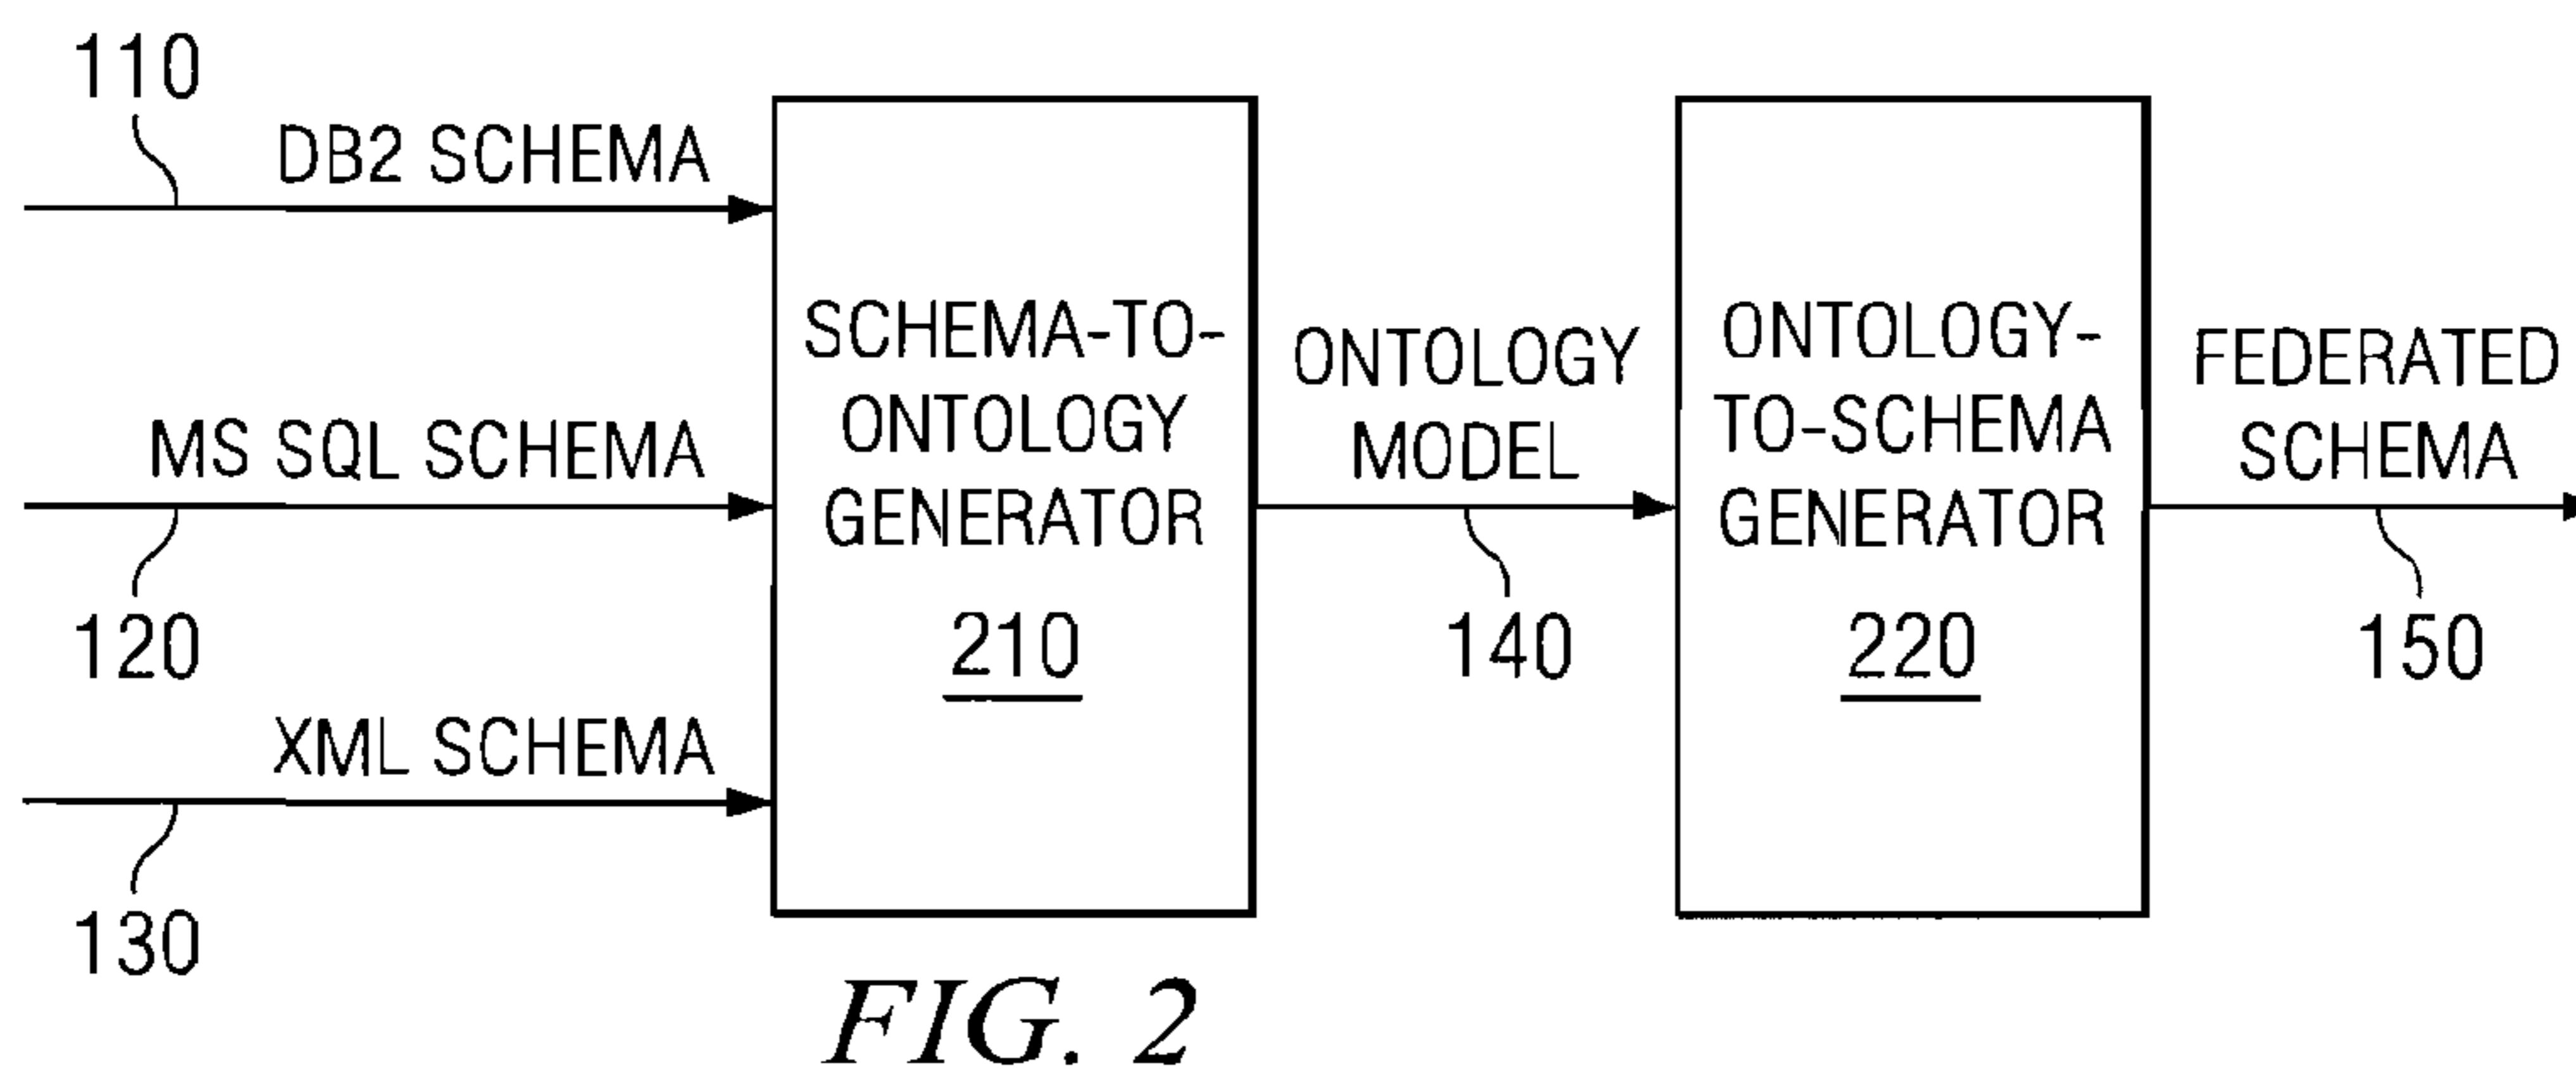 110
DB2 SCHEMA
MS SQL SCHEMA
120
XML SCHEMA
130
SCHEMA-TO-
ONTOLOGY
GENERATOR
210
ONTOLOGY
MODEL
140
ONTOLOGY-
TO-SCHEMA
GENERATOR
220
FEDERATED
SCHEMA
150
FIG. 2